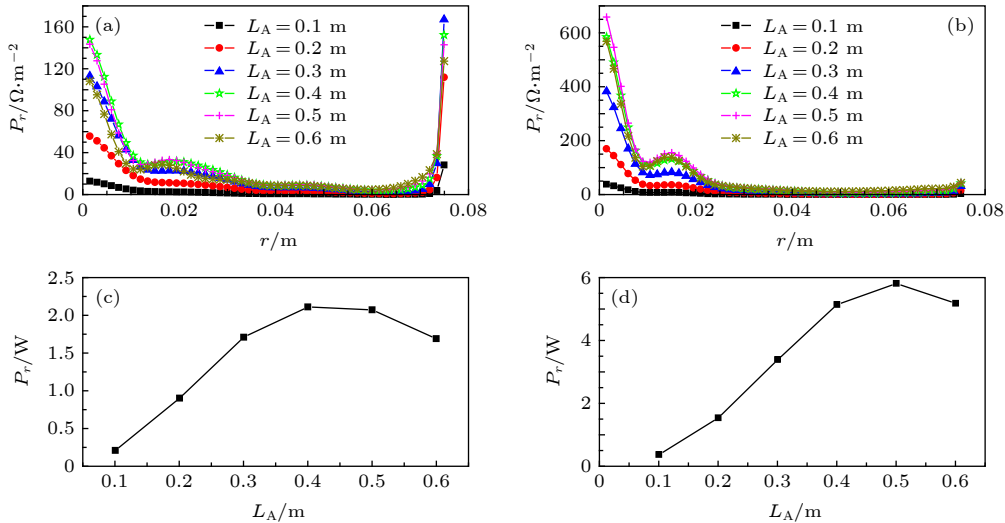 (a)
L_A = 0.1 m
L_A = 0.2 m
L_A = 0.3 m
L_A = 0.4 m
L_A = 0.5 m
L_A = 0.6 m
P_r/Ω·m⁻²
160
120
80
40
0
0
0.02
0.04
0.06
0.08
r/m
(b)
L_A = 0.1 m
L_A = 0.2 m
L_A = 0.3 m
L_A = 0.4 m
L_A = 0.5 m
L_A = 0.6 m
P_r/Ω·m⁻²
600
400
200
0
0
0.02
0.04
0.06
0.08
r/m
(c)
P_r/W
2.5
2.0
1.5
1.0
0.5
0
0.1
0.2
0.3
0.4
0.5
0.6
L_A/m
(d)
P_r/W
6
4
2
0
0.1
0.2
0.3
0.4
0.5
0.6
L_A/m